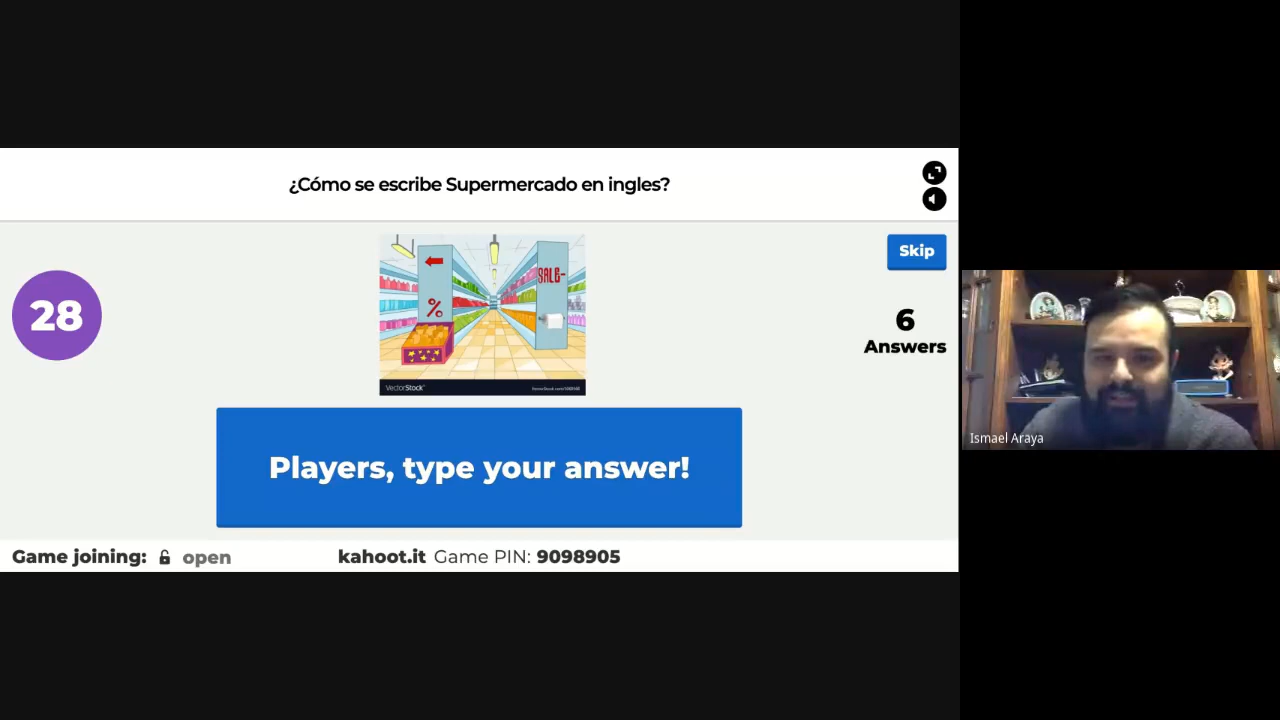 ¿Cómo se escribe Supermercado en ingles?
Skip
28
%
SALE-
6
Answers
VectorStock
Players, type your answer!
Ismael Araya
Game joining: open
kahoot.it Game PIN: 9098905